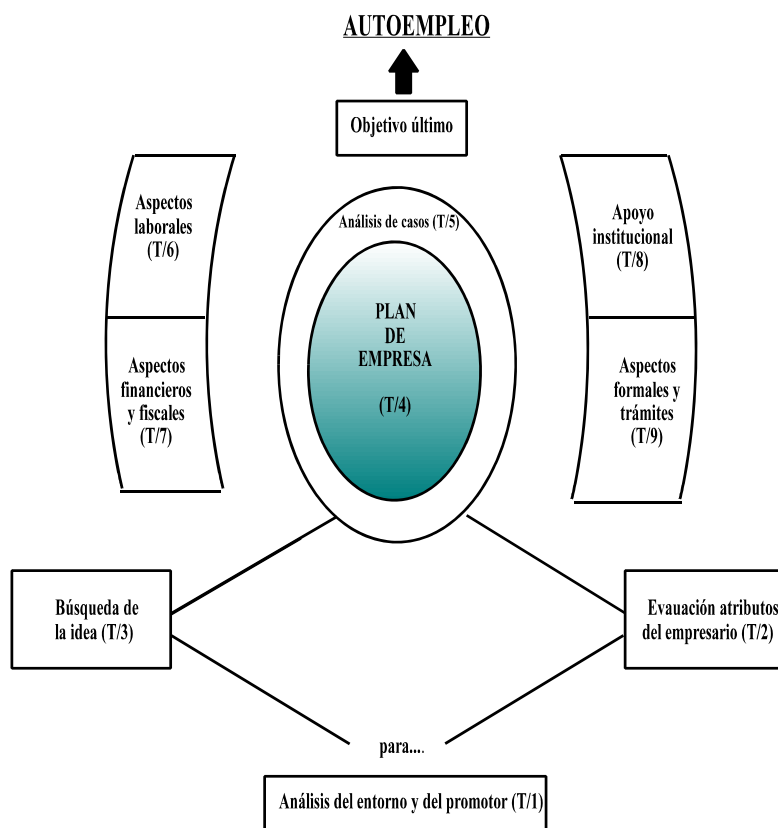 AUTOEMPLEO
Objetivo último
Aspectos
laborales
(T/6)
Análisis de casos (T/5)
Apoyo
institucional
(T/8)
PLAN
DE
EMPRESA
(T/4)
Aspectos
financieros
y fiscales
(T/7)
Aspectos
formales y
trámites
(T/9)
Búsqueda de
la idea (T/3)
Evauación atributos
del empresario (T/2)
para....
Análisis del entorno y del promotor (T/1)